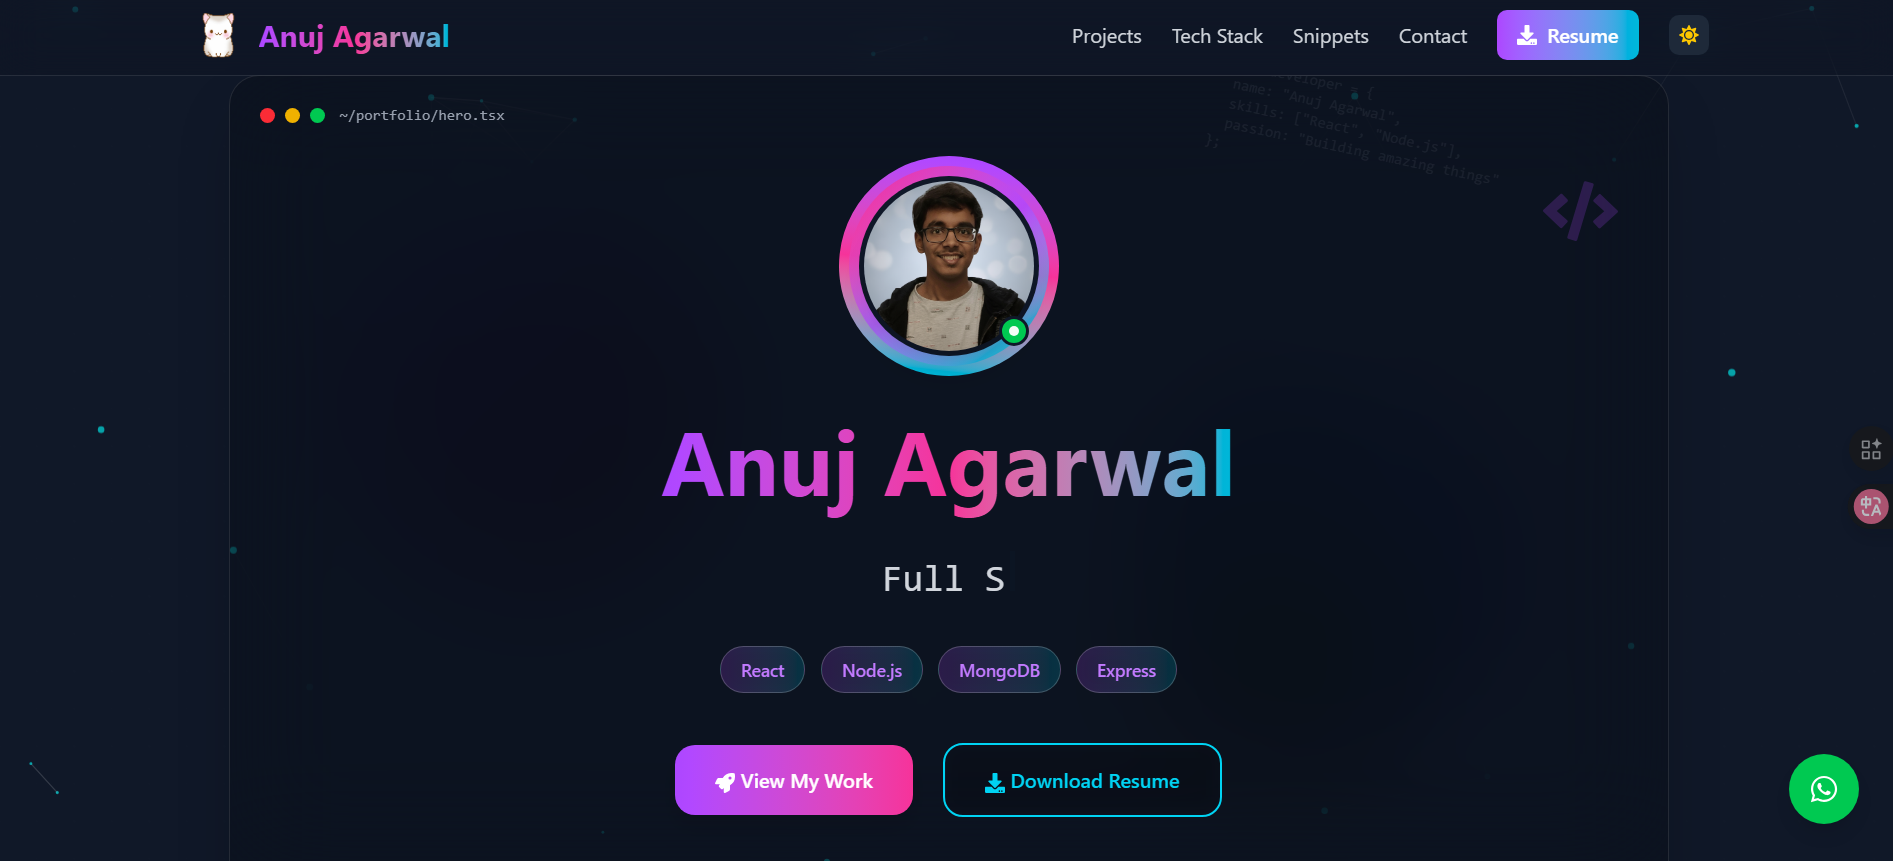 Anuj Agarwal
Projects
Tech Stack
Snippets
Contact
Resume
~/portfolio/hero.tsx
name: "Anuj Agarwal",
skills: ["React", "Node.js"],
passion: "Building amazing things"
};
Anuj Agarwal
Full S
React
Node.js
MongoDB
Express
View My Work
Download Resume